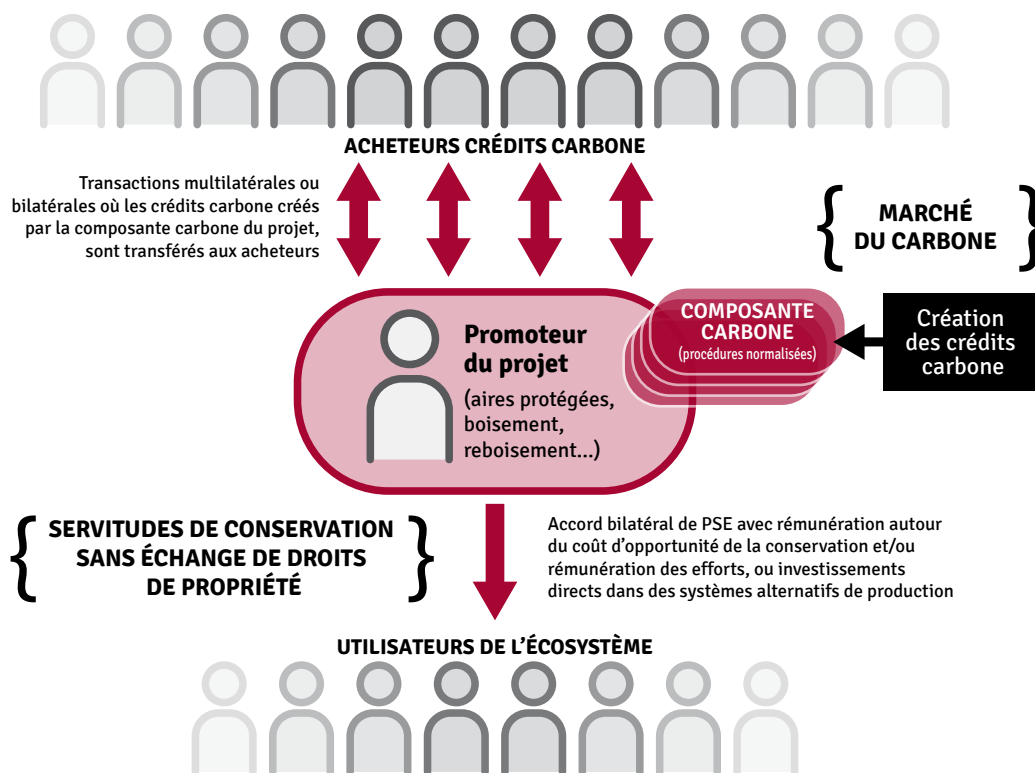 ACHETEURS CRÉDITS CARBONE
Transactions multilatérales ou
bilatérales où les crédits carbone créés
par la composante carbone du projet,
sont transférés aux acheteurs
{ MARCHÉ
DU CARBONE }
Promoteur
du projet
(aires protégées,
boisement,
reboisement...)
COMPOSANTE
CARBONE
(procédures normalisées)
Création
des crédits
carbone
{ SERVITUDES DE CONSERVATION
SANS ÉCHANGE DE DROITS
DE PROPRIÉTÉ }
Accord bilatéral de PSE avec rémunération autour
du coût d’opportunité de la conservation et/ou
rémunération des efforts, ou investissements
directs dans des systèmes alternatifs de production
UTILISATEURS DE L’ÉCOSYSTÈME